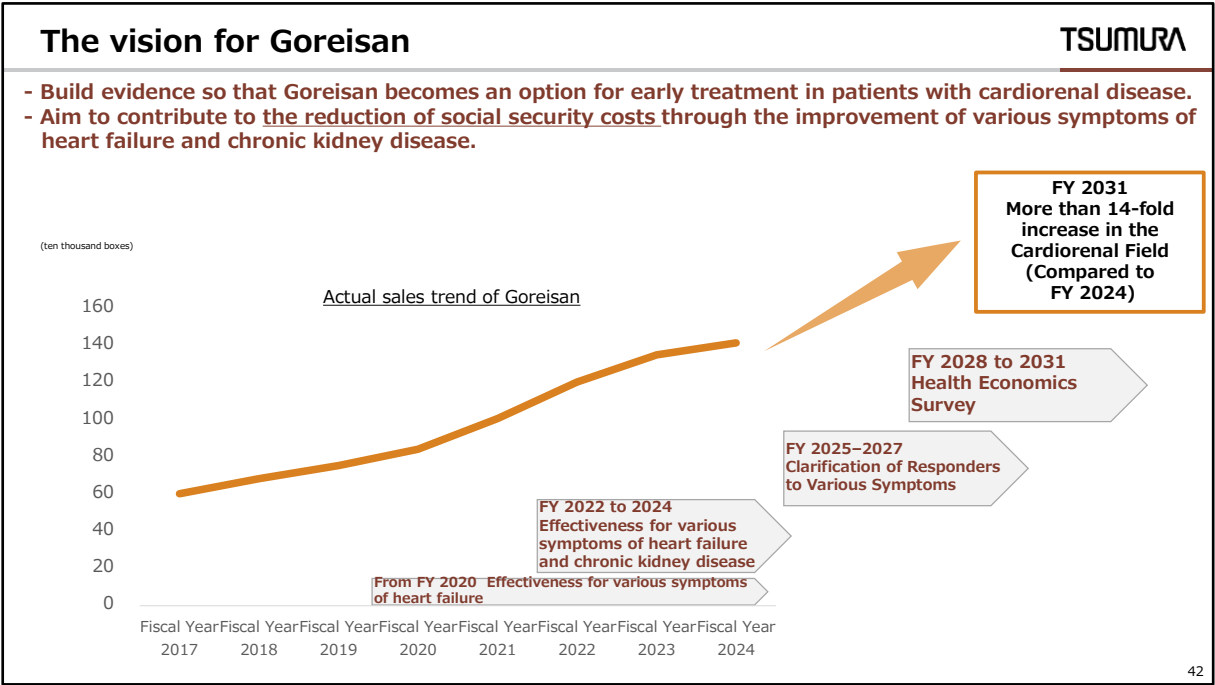 The vision for Goreisan
TSUMURA
- Build evidence so that Goreisan becomes an option for early treatment in patients with cardiorenal disease.
- Aim to contribute to the reduction of social security costs through the improvement of various symptoms of
heart failure and chronic kidney disease.
FY 2031
More than 14-fold
increase in the
Cardiorenal Field
(Compared to
FY 2024)
(ten thousand boxes)
Actual sales trend of Goreisan
160
140
120
100
80
60
40
20
0
FY 2028 to 2031
Health Economics
Survey
FY 2025–2027
Clarification of Responders
to Various Symptoms
FY 2022 to 2024
Effectiveness for various
symptoms of heart failure
and chronic kidney disease
From FY 2020  Effectiveness for various symptoms
of heart failure
Fiscal Year Fiscal Year Fiscal Year Fiscal Year Fiscal Year Fiscal Year Fiscal Year Fiscal Year
2017 2018 2019 2020 2021 2022 2023 2024
42